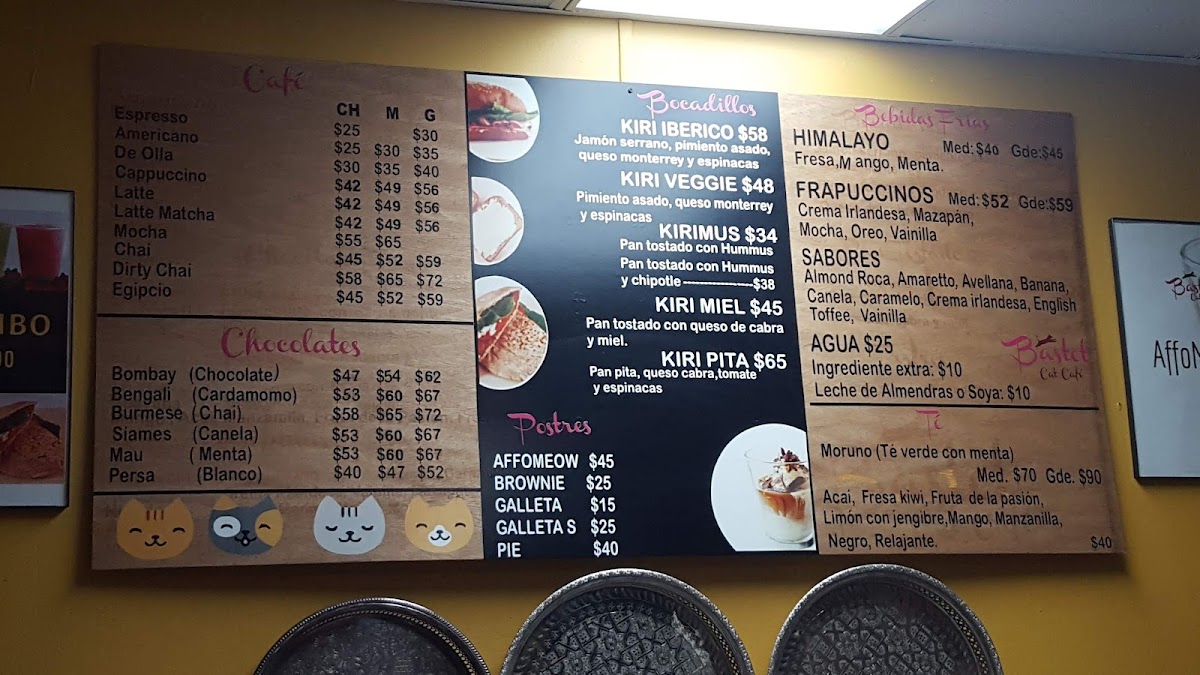 Café
CH M G
Espresso $25 $30
Americano $25 $30 $35
De Olla $30 $35 $40
Cappuccino $42 $49 $56
Latte $42 $49 $56
Latte Matcha $42 $49 $56
Mocha $55 $65
Chai $45 $52 $59
Dirty Chai $58 $65 $72
Egipcio $45 $52 $59
Chocolates
Bombay (Chocolate) $47 $54 $62
Bengali (Cardamomo) $53 $60 $67
Burmese (Chai) $58 $65 $72
Siames (Canela) $53 $60 $67
Mau (Menta) $53 $60 $67
Persa (Blanco) $40 $47 $52
Bocadillos
KIRI IBERICO $58
Jamón serrano, pimiento asado,
queso monterrey y espinacas
KIRI VEGGIE $48
Pimiento asado, queso monterrey
y espinacas
KIRIMUS $34
Pan tostado con Hummus
Pan tostado con Hummus
y chipotle -----------------$38
KIRI MIEL $45
Pan tostado con queso de cabra
y miel.
KIRI PITA $65
Pan pita, queso cabra,tomate
y espinacas
Postres
AFFOMEOW $45
BROWNIE $25
GALLETA $15
GALLETA S $25
PIE $40
Bebidas Frias
HIMALAYO Med:$40 Gde:$45
Fresa,M ango, Menta.
FRAPUCCINOS Med:$52 Gde:$59
Crema Irlandesa, Mazapán,
Mocha, Oreo, Vainilla
SABORES
Almond Roca, Amaretto, Avellana, Banana,
Canela, Caramelo, Crema irlandesa, English
Toffee, Vainilla
AGUA $25
Ingrediente extra: $10
Leche de Almendras o Soya: $10
Bastet
Cat Café
Té
Moruno (Té verde con menta)
Med. $70 Gde. $90
Acai, Fresa kiwi, Fruta de la pasión,
Limón con jengibre,Mango, Manzanilla,
Negro, Relajante. $40